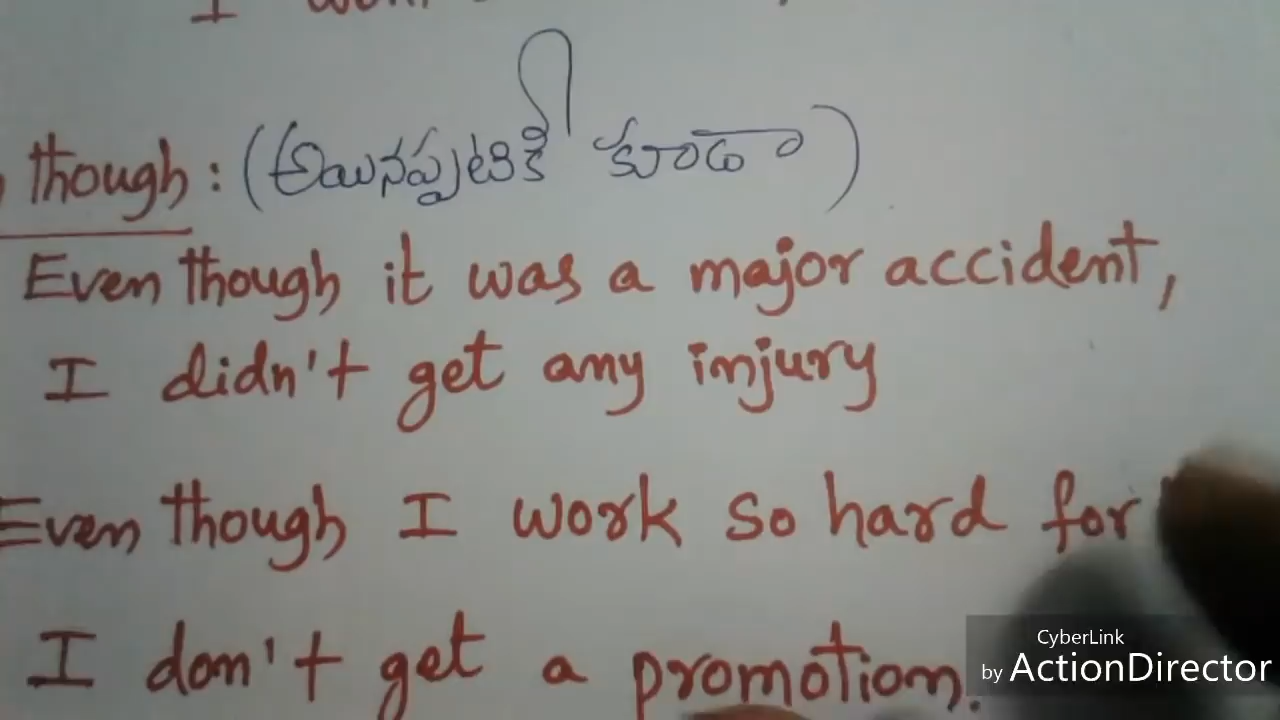 though: (అయినప్పటికీ కూడా)
Even though it was a major accident,
I didn't get any injury
Even though I work so hard for
I don't get a promotion.
CyberLink
by ActionDirector